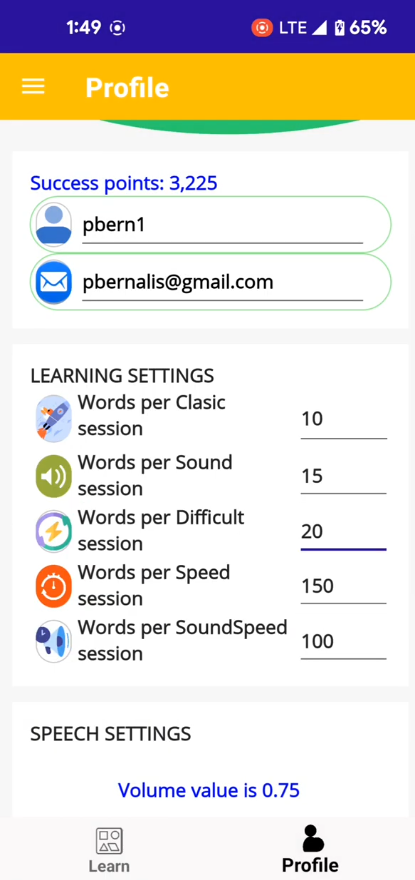 1:49 LTE 65%
Profile
Success points: 3,225
pbern1
pbernalis@gmail.com
LEARNING SETTINGS
Words per Clasic
session
10
Words per Sound
session
15
Words per Difficult
session
20
Words per Speed
session
150
Words per SoundSpeed
session
100
SPEECH SETTINGS
Volume value is 0.75
Learn
Profile